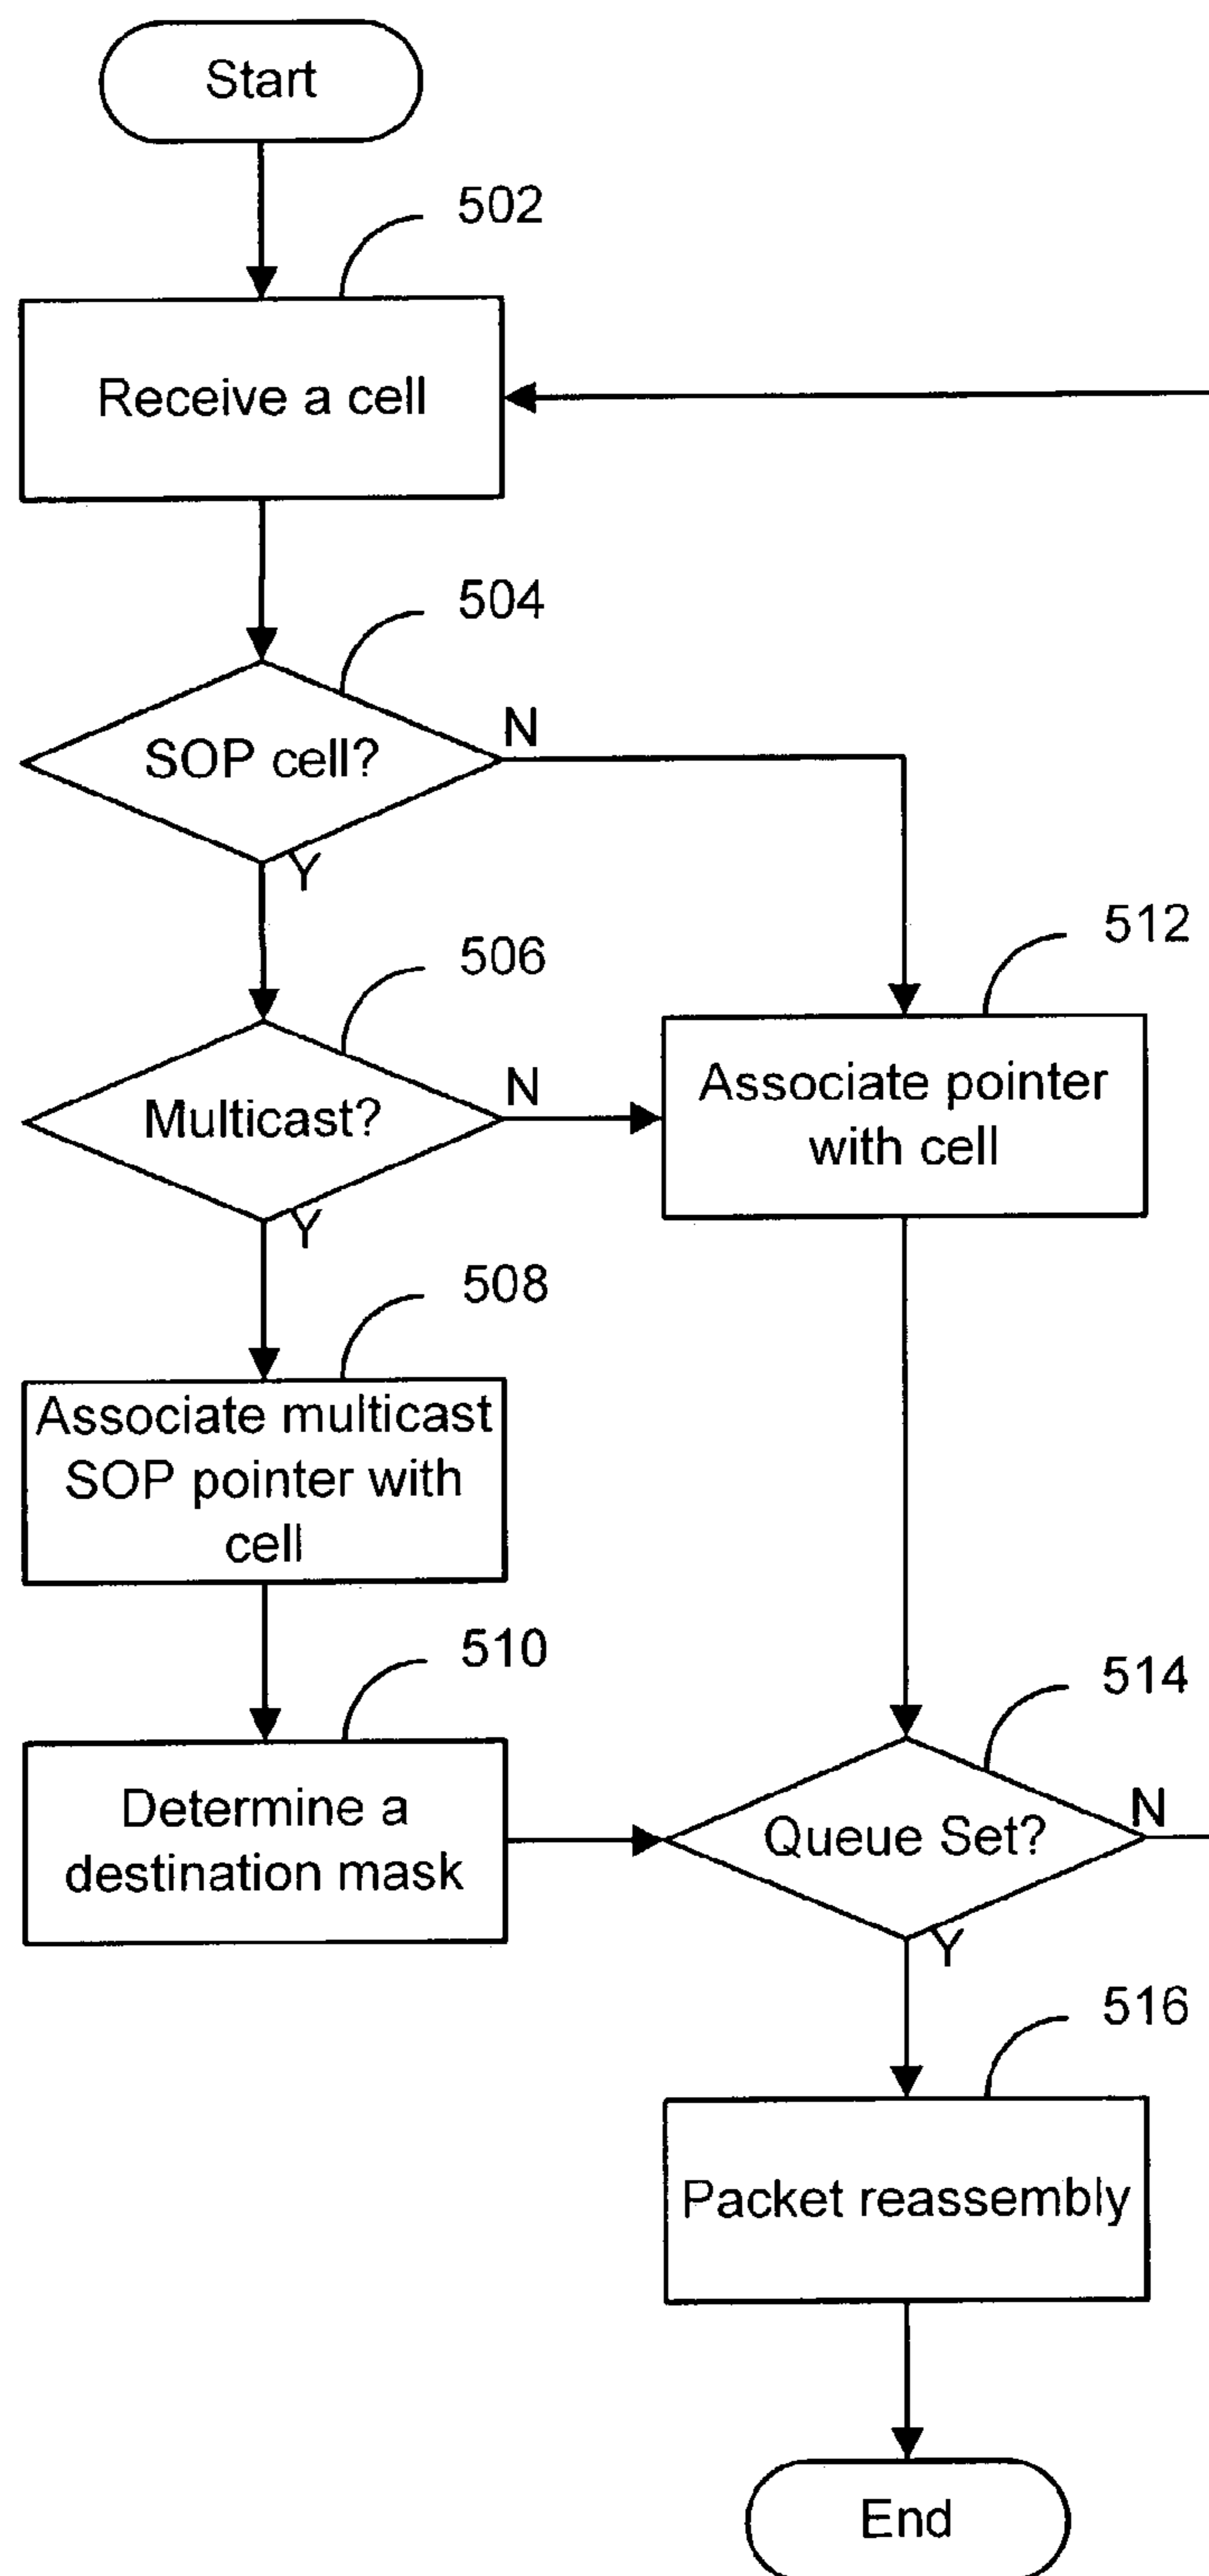 Start
502
Receive a cell
504
SOP cell?
N
Y
506
512
Multicast?
N
Associate pointer
with cell
Y
508
Associate multicast
SOP pointer with
cell
510
514
Determine a
destination mask
Queue Set?
N
Y
516
Packet reassembly
End